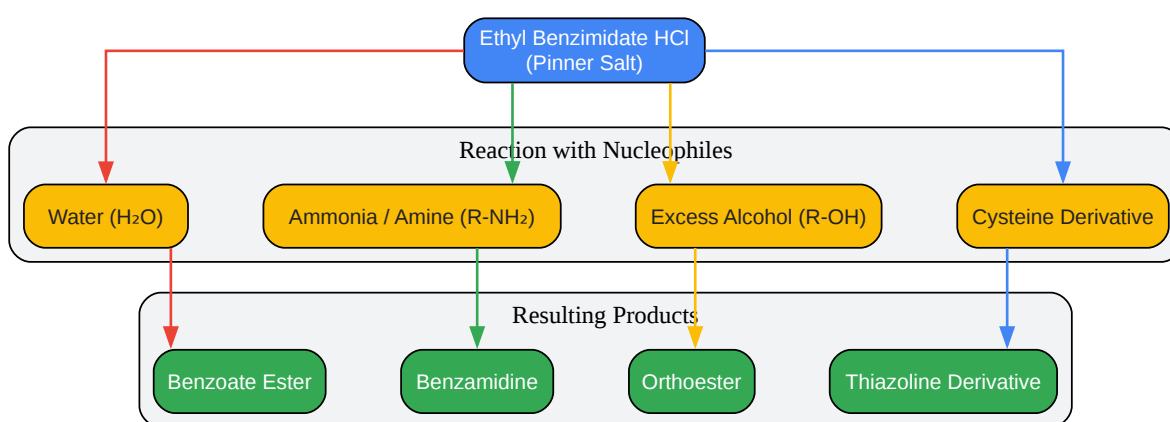 Ethyl Benzimidate HCl
(Pinner Salt)
Reaction with Nucleophiles
Water (H₂O)
Ammonia / Amine (R-NH₂)
Excess Alcohol (R-OH)
Cysteine Derivative
Resulting Products
Benzoate Ester
Benzamidine
Orthoester
Thiazoline Derivative